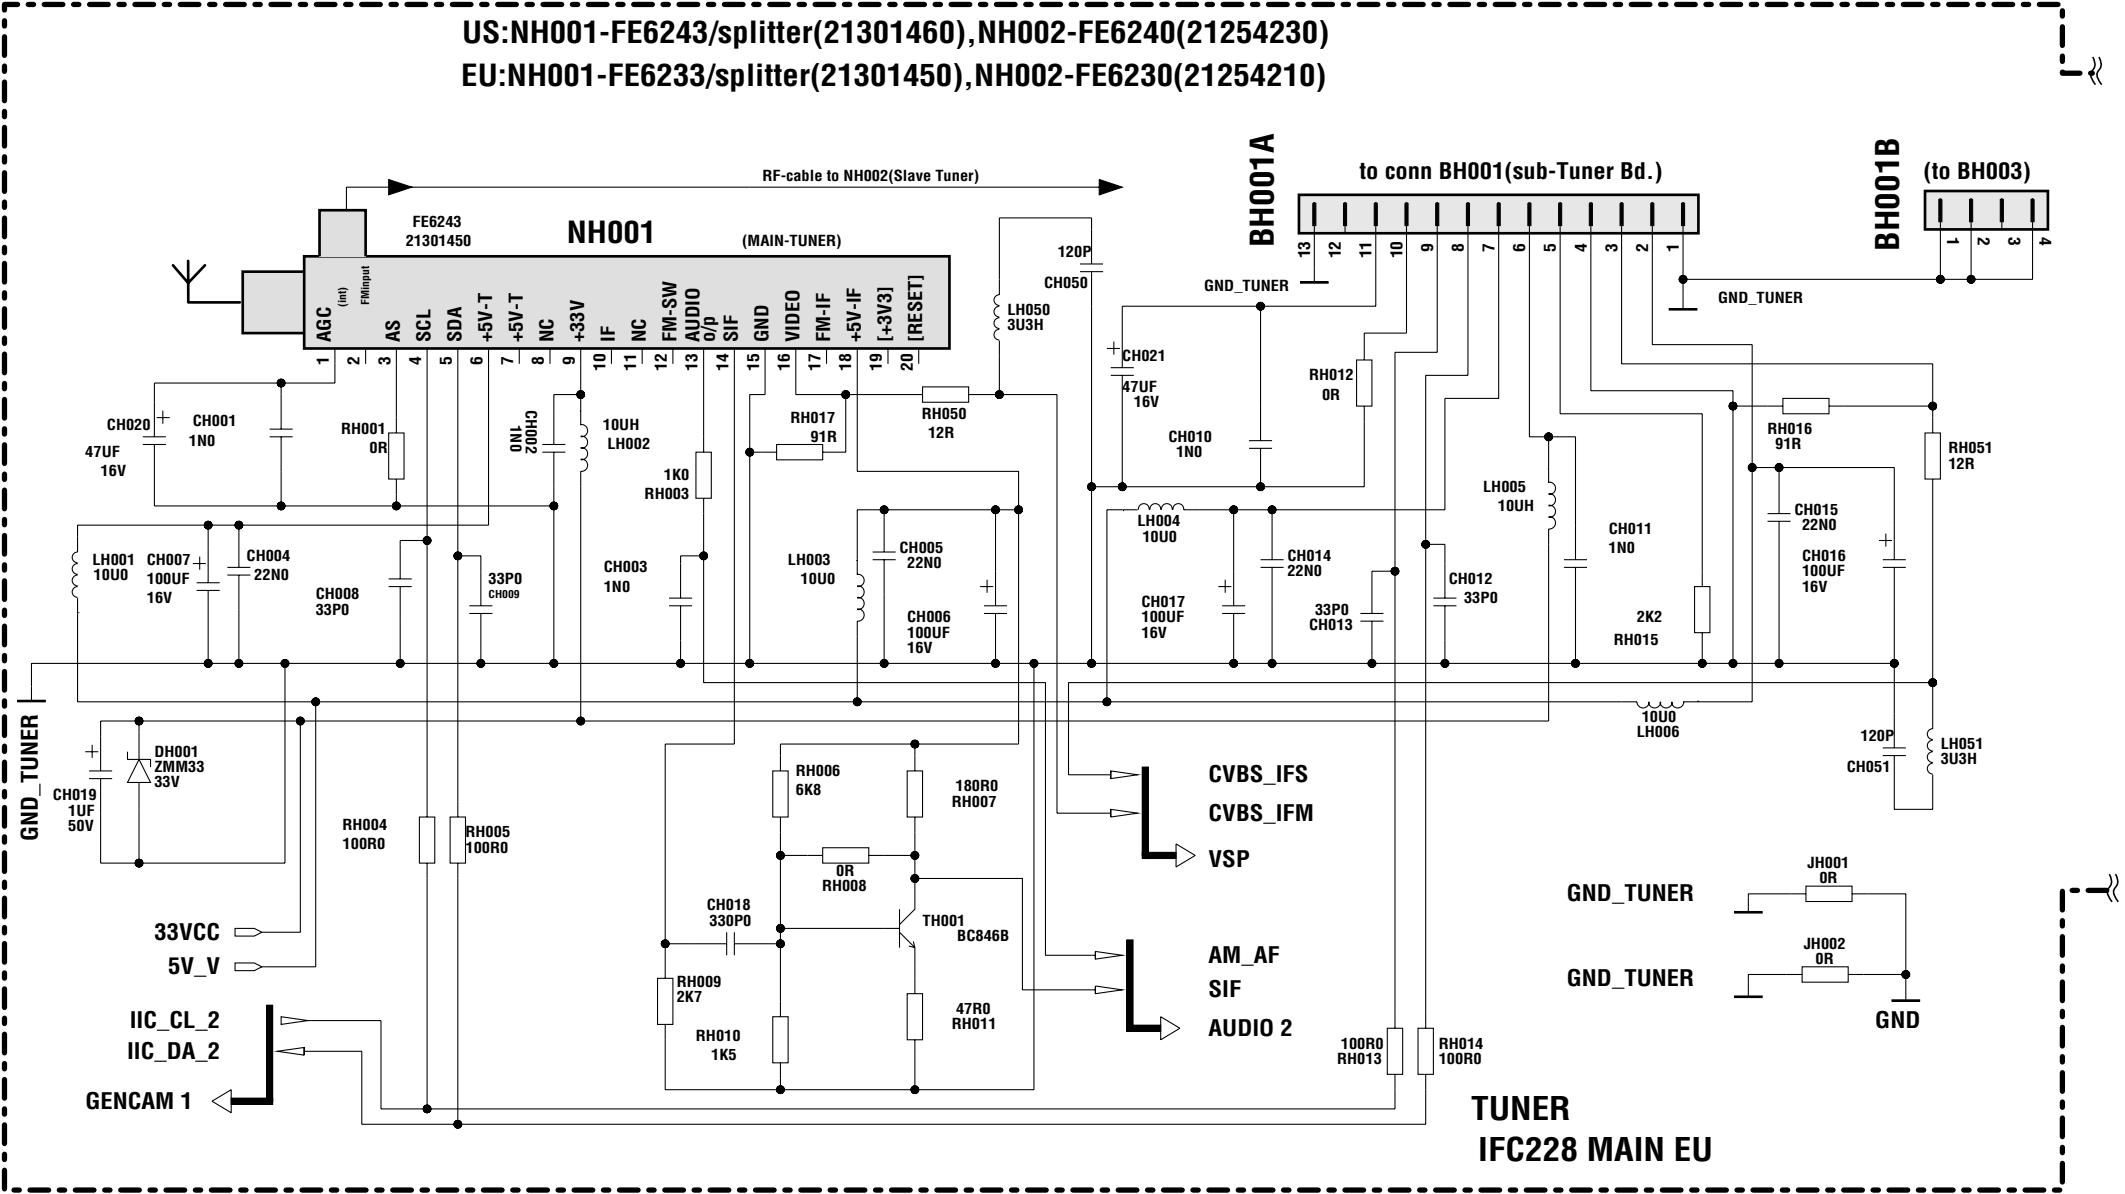 US:NH001-FE6243/splitter(21301460),NH002-FE6240(21254230)
EU:NH001-FE6233/splitter(21301450),NH002-FE6230(21254210)
RF-cable to NH002(Slave Tuner)
FE6243
21301450
NH001
(MAIN-TUNER)
AGC
(int)
FMinput
AS
SCL
SDA
+5V-T
+5V-T
NC
+33V
IF
NC
FM-SW
AUDIO
o/p
SIF
GND
VIDEO
FM-IF
+5V-IF
[+3V3]
[RESET]
1
2
3
4
5
6
7
8
9
10
11
12
13
14
15
16
17
18
19
20
BH001A
to conn BH001(sub-Tuner Bd.)
13
12
11
10
9
8
7
6
5
4
3
2
1
BH001B
(to BH003)
1
2
3
4
GND_TUNER
GND_TUNER
120P
CH050
LH050
3U3H
CH021
47UF
16V
RH012
0R
CH010
1N0
CH020
47UF
16V
CH001
1N0
RH001
0R
CH002
1N0
10UH
LH002
1K0
RH003
RH017
91R
RH050
12R
RH016
91R
RH051
12R
LH005
10UH
LH004
10U0
CH015
22N0
CH011
1N0
CH016
100UF
16V
LH001
10U0
CH007
100UF
16V
CH004
22N0
CH008
33P0
33P0
CH009
CH003
1N0
LH003
10U0
CH005
22N0
CH006
100UF
16V
CH017
100UF
16V
CH014
22N0
33P0
CH013
CH012
33P0
2K2
RH015
GND_TUNER
DH001
ZMM33
33V
CH019
1UF
50V
10U0
LH006
120P
CH051
LH051
3U3H
RH004
100R0
RH005
100R0
RH006
6K8
180R0
RH007
0R
RH008
CH018
330P0
TH001
BC846B
RH009
2K7
RH010
1K5
47R0
RH011
CVBS_IFS
CVBS_IFM
VSP
AM_AF
SIF
AUDIO 2
33VCC
5V_V
IIC_CL_2
IIC_DA_2
GENCAM 1
100R0
RH013
RH014
100R0
JH001
0R
GND_TUNER
JH002
0R
GND_TUNER
GND
TUNER
IFC228 MAIN EU